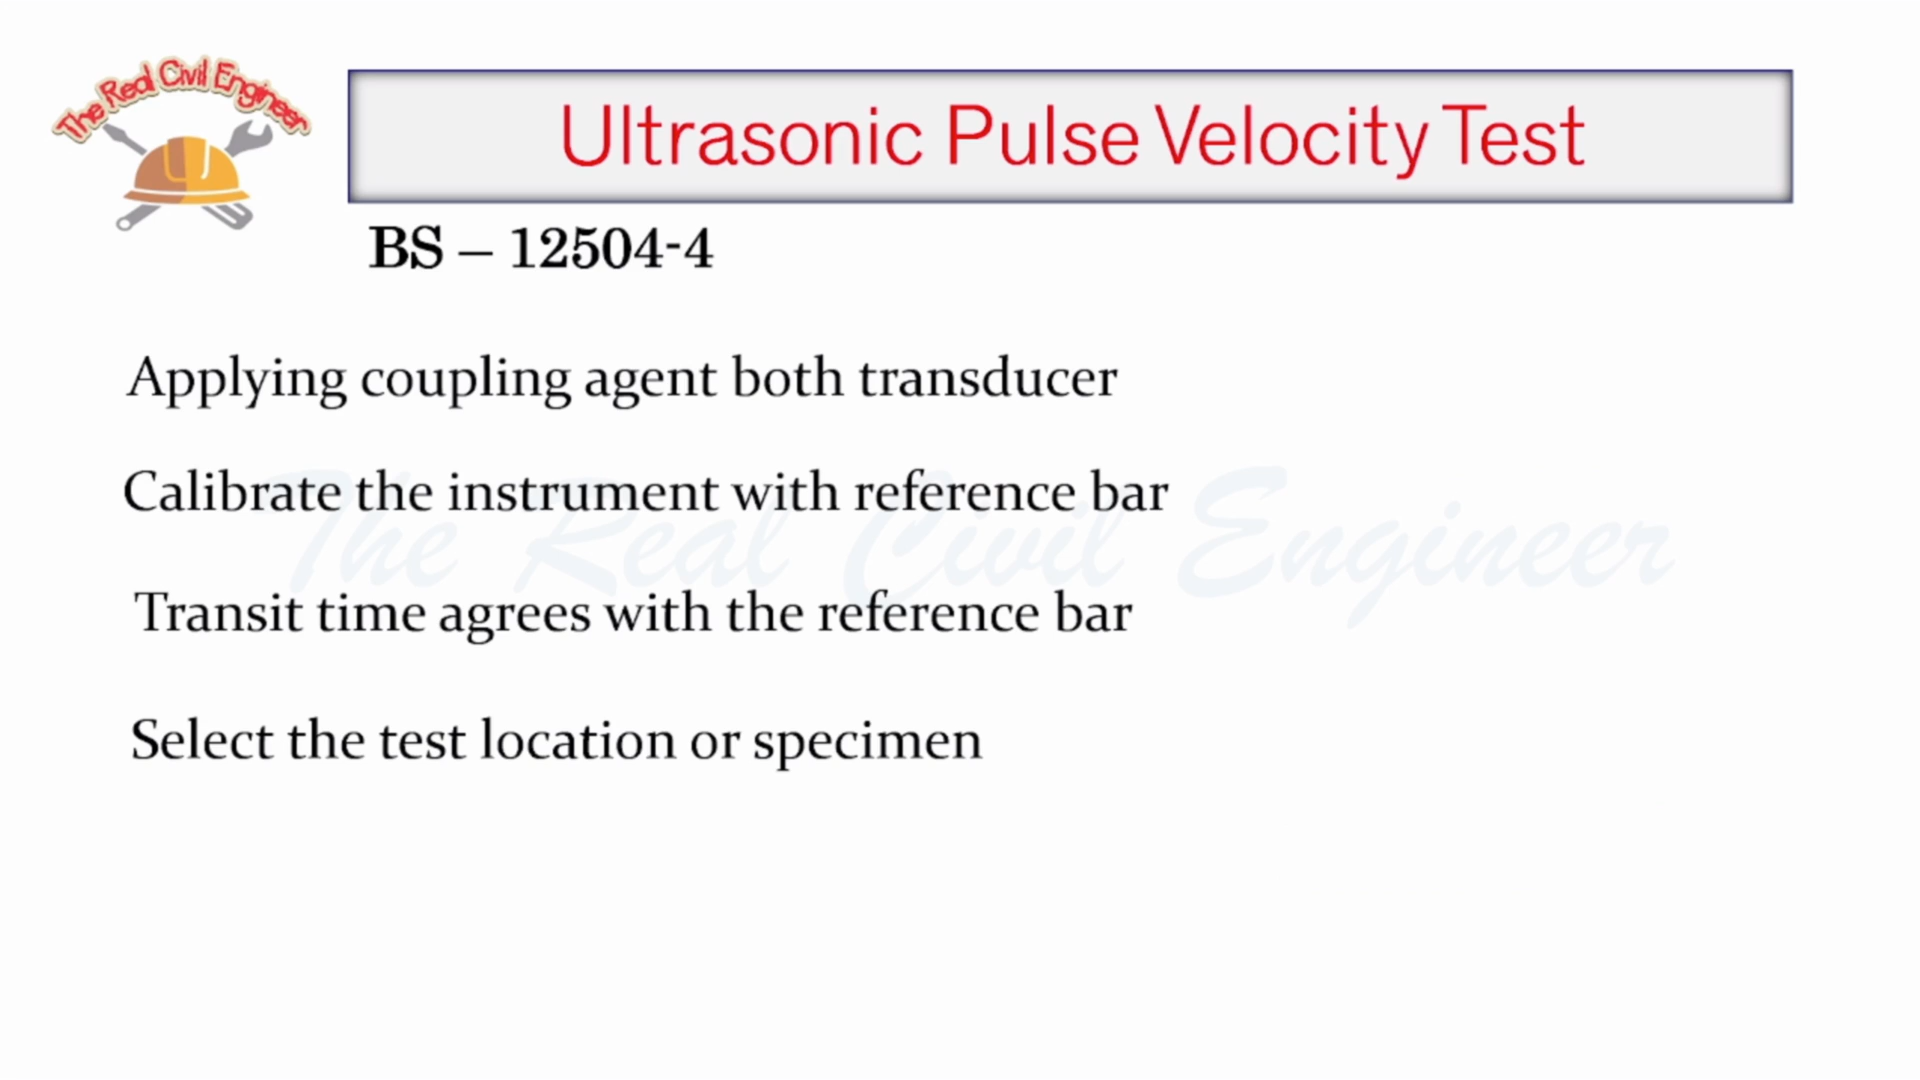 The Real Civil Engineer
Ultrasonic Pulse Velocity Test
BS – 12504-4
Applying coupling agent both transducer
Calibrate the instrument with reference bar
The Real Civil Engineer
Transit time agrees with the reference bar
Select the test location or specimen